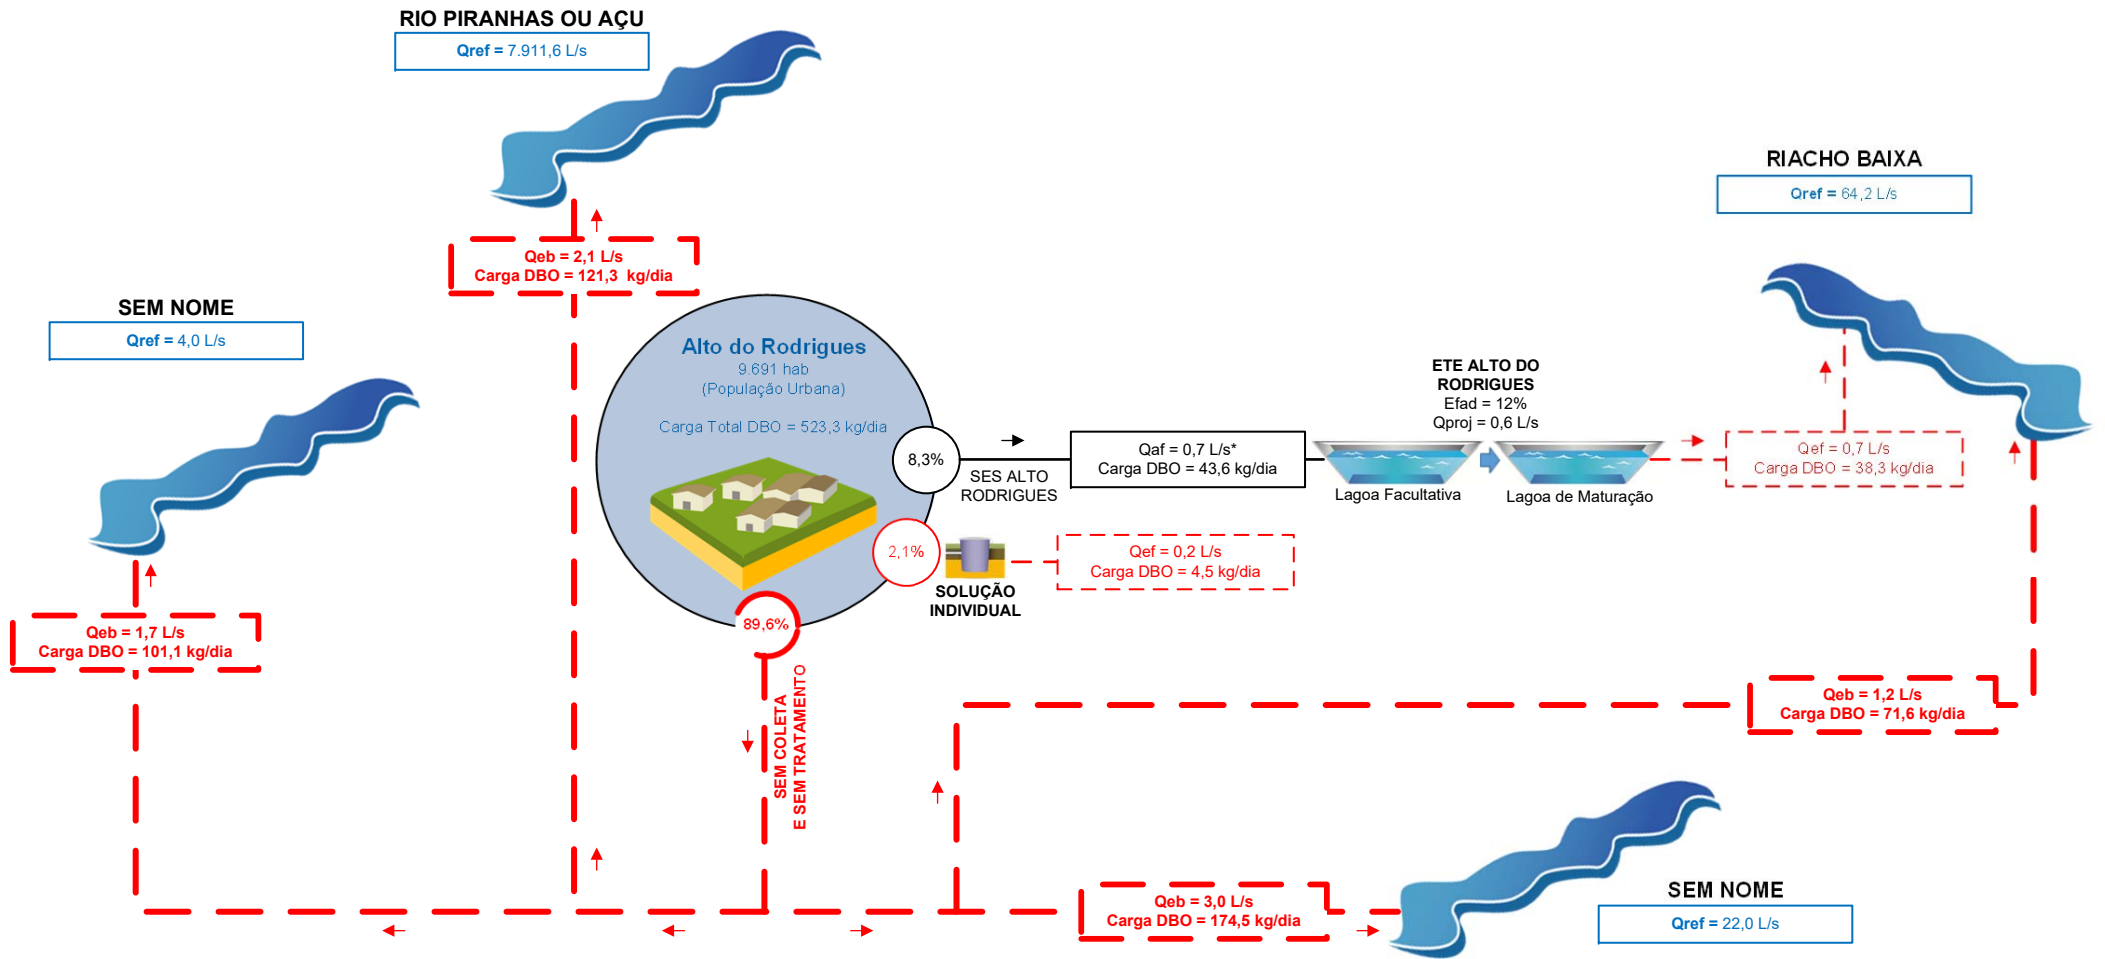 RIO PIRANHAS OU AÇU
Qref = 7.911,6 L/s
RIACHO BAIXA
Qref = 64,2 L/s
Qeb = 2,1 L/s
Carga DBO = 121,3 kg/dia
SEM NOME
Qref = 4,0 L/s
Alto do Rodrigues
9.691 hab
(População Urbana)
Carga Total DBO = 523,3 kg/dia
8,3%
SES ALTO
RODRIGUES
Qaf = 0,7 L/s*
Carga DBO = 43,6 kg/dia
ETE ALTO DO
RODRIGUES
Efad = 12%
Qproj = 0,6 L/s
Lagoa Facultativa
Lagoa de Maturação
Qef = 0,7 L/s
Carga DBO = 38,3 kg/dia
2,1%
SOLUÇÃO
INDIVIDUAL
Qef = 0,2 L/s
Carga DBO = 4,5 kg/dia
89,6%
SEM COLETA
E SEM TRATAMENTO
Qeb = 1,7 L/s
Carga DBO = 101,1 kg/dia
Qeb = 1,2 L/s
Carga DBO = 71,6 kg/dia
Qeb = 3,0 L/s
Carga DBO = 174,5 kg/dia
SEM NOME
Qref = 22,0 L/s